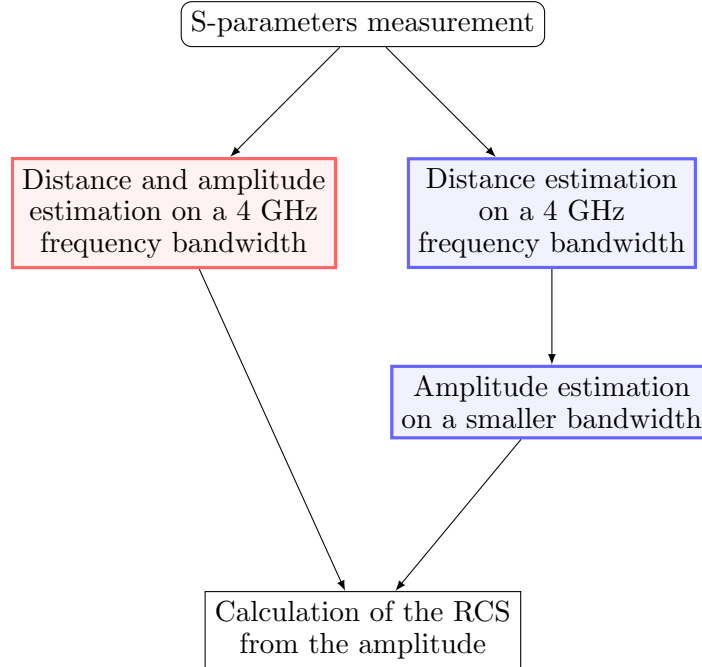 S-parameters measurement
Distance and amplitude
estimation on a 4 GHz
frequency bandwidth
Distance estimation
on a 4 GHz
frequency bandwidth
Amplitude estimation
on a smaller bandwidth
Calculation of the RCS
from the amplitude